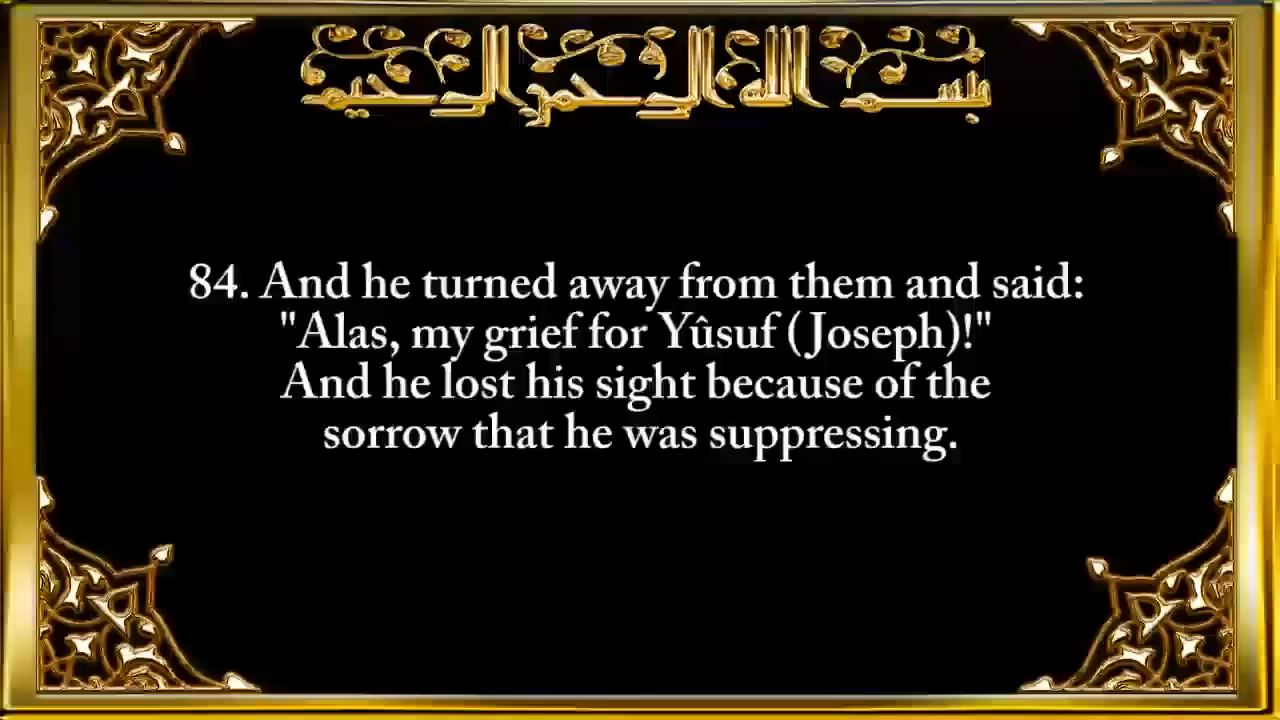 بسم الله الرحمن الرحيم
84. And he turned away from them and said:
"Alas, my grief for Yûsuf (Joseph)!"
And he lost his sight because of the
sorrow that he was suppressing.